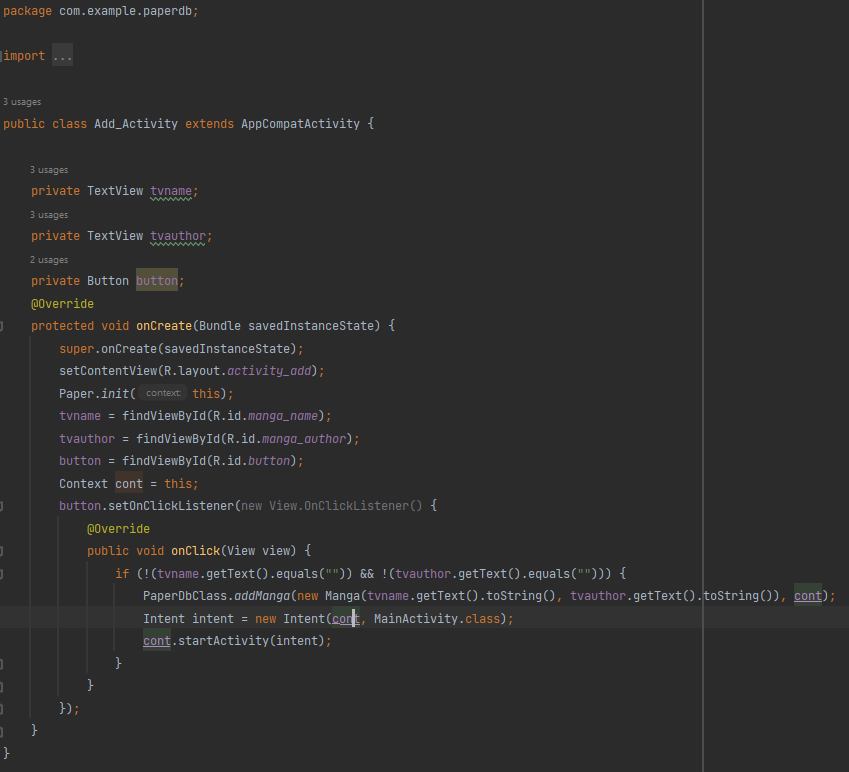 package com.example.paperdb;
import ...
3 usages
public class Add_Activity extends AppCompatActivity {
3 usages
private TextView tvname;
3 usages
private TextView tvauthor;
2 usages
private Button button;
@Override
protected void onCreate(Bundle savedInstanceState) {
super.onCreate(savedInstanceState);
setContentView(R.layout.activity_add);
Paper.init( context: this);
tvname = findViewById(R.id.manga_name);
tvauthor = findViewById(R.id.manga_author);
button = findViewById(R.id.button);
Context cont = this;
button.setOnClickListener(new View.OnClickListener() {
@Override
public void onClick(View view) {
if (!(tvname.getText().equals("")) && !(tvauthor.getText().equals(""))) {
PaperDbClass.addManga(new Manga(tvname.getText().toString(), tvauthor.getText().toString()), cont);
Intent intent = new Intent(cont, MainActivity.class);
cont.startActivity(intent);
}
}
});
}
}